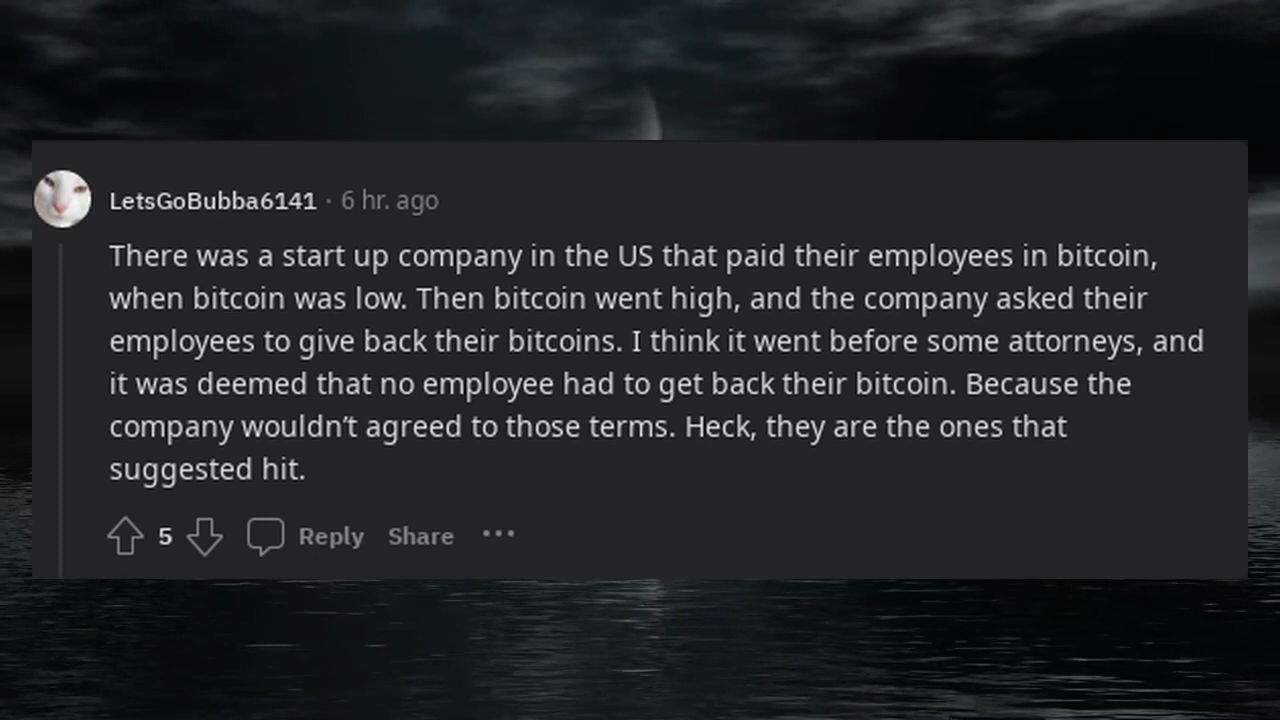 LetsGoBubba6141 · 6 hr. ago
There was a start up company in the US that paid their employees in bitcoin,
when bitcoin was low. Then bitcoin went high, and the company asked their
employees to give back their bitcoins. I think it went before some attorneys, and
it was deemed that no employee had to get back their bitcoin. Because the
company wouldn’t agreed to those terms. Heck, they are the ones that
suggested hit.
5 Reply Share ···